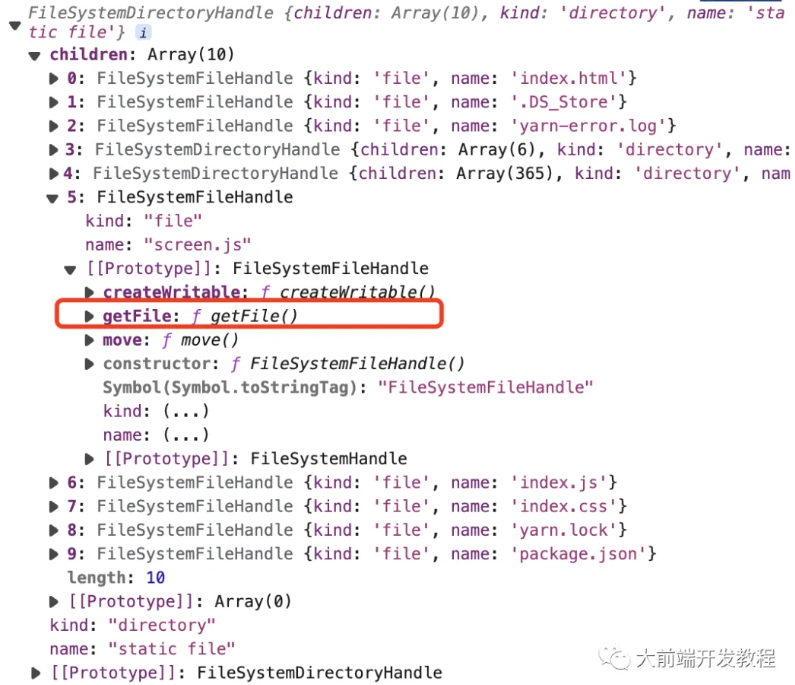 FileSystemDirectoryHandle {children: Array(10), kind: 'directory', name: 'sta
tic file'} i
children: Array(10)
0: FileSystemFileHandle {kind: 'file', name: 'index.html'}
1: FileSystemFileHandle {kind: 'file', name: '.DS_Store'}
2: FileSystemFileHandle {kind: 'file', name: 'yarn-error.log'}
3: FileSystemDirectoryHandle {children: Array(6), kind: 'directory', name:
4: FileSystemDirectoryHandle {children: Array(365), kind: 'directory', nam
5: FileSystemFileHandle
kind: "file"
name: "screen.js"
[[Prototype]]: FileSystemFileHandle
createWritable: ƒ createWritable()
getFile: ƒ getFile()
move: ƒ move()
constructor: ƒ FileSystemFileHandle()
Symbol(Symbol.toStringTag): "FileSystemFileHandle"
kind: (...)
name: (...)
[[Prototype]]: FileSystemHandle
6: FileSystemFileHandle {kind: 'file', name: 'index.js'}
7: FileSystemFileHandle {kind: 'file', name: 'index.css'}
8: FileSystemFileHandle {kind: 'file', name: 'yarn.lock'}
9: FileSystemFileHandle {kind: 'file', name: 'package.json'}
length: 10
[[Prototype]]: Array(0)
kind: "directory"
name: "static file"
[[Prototype]]: FileSystemDirectoryHandle
大前端开发教程